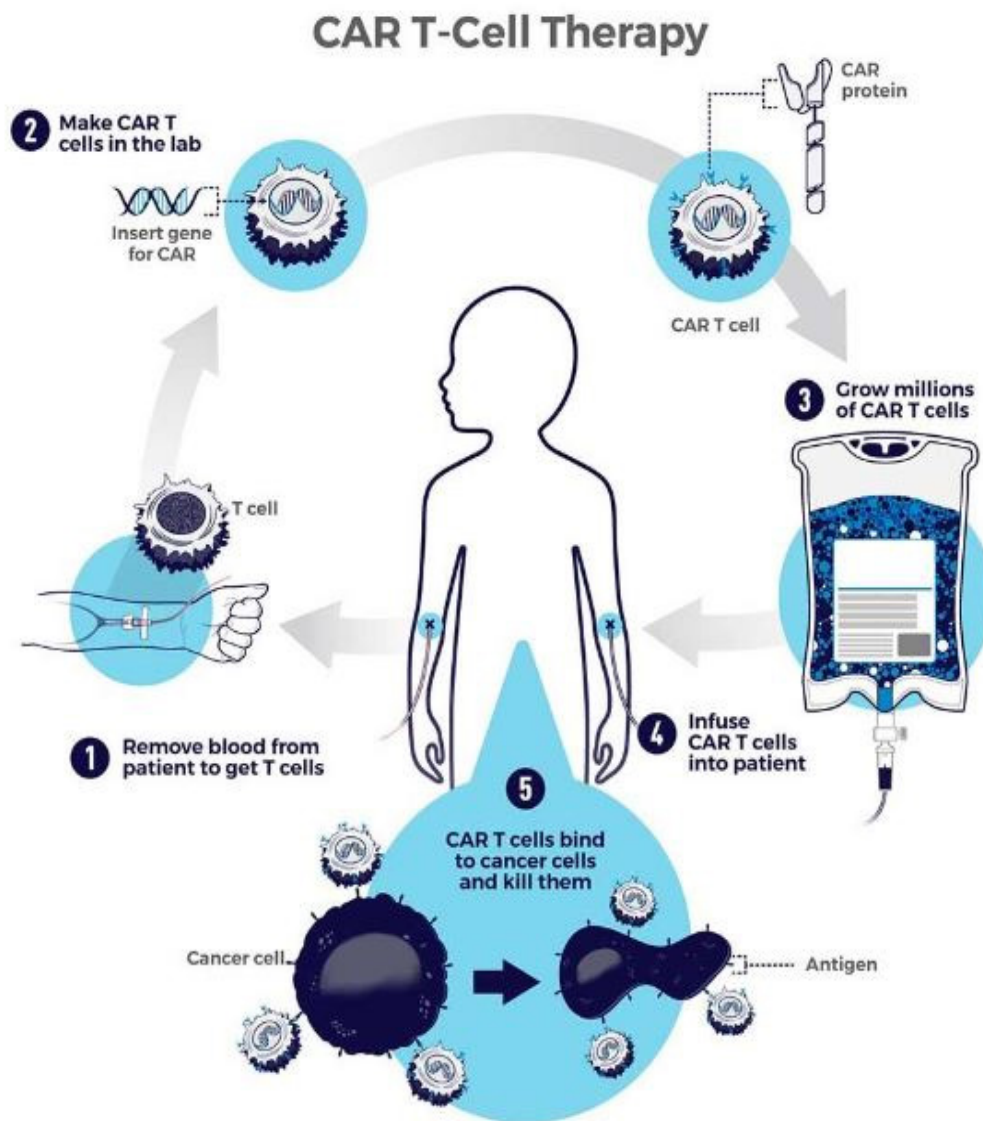 CAR T-Cell Therapy
CAR
protein
2 Make CAR T
cells in the lab
Insert gene
for CAR
CAR T cell
3 Grow millions
of CAR T cells
T cell
1 Remove blood from
patient to get T cells
4 Infuse
CAR T cells
into patient
5
CAR T cells bind
to cancer cells
and kill them
Cancer cell
Antigen